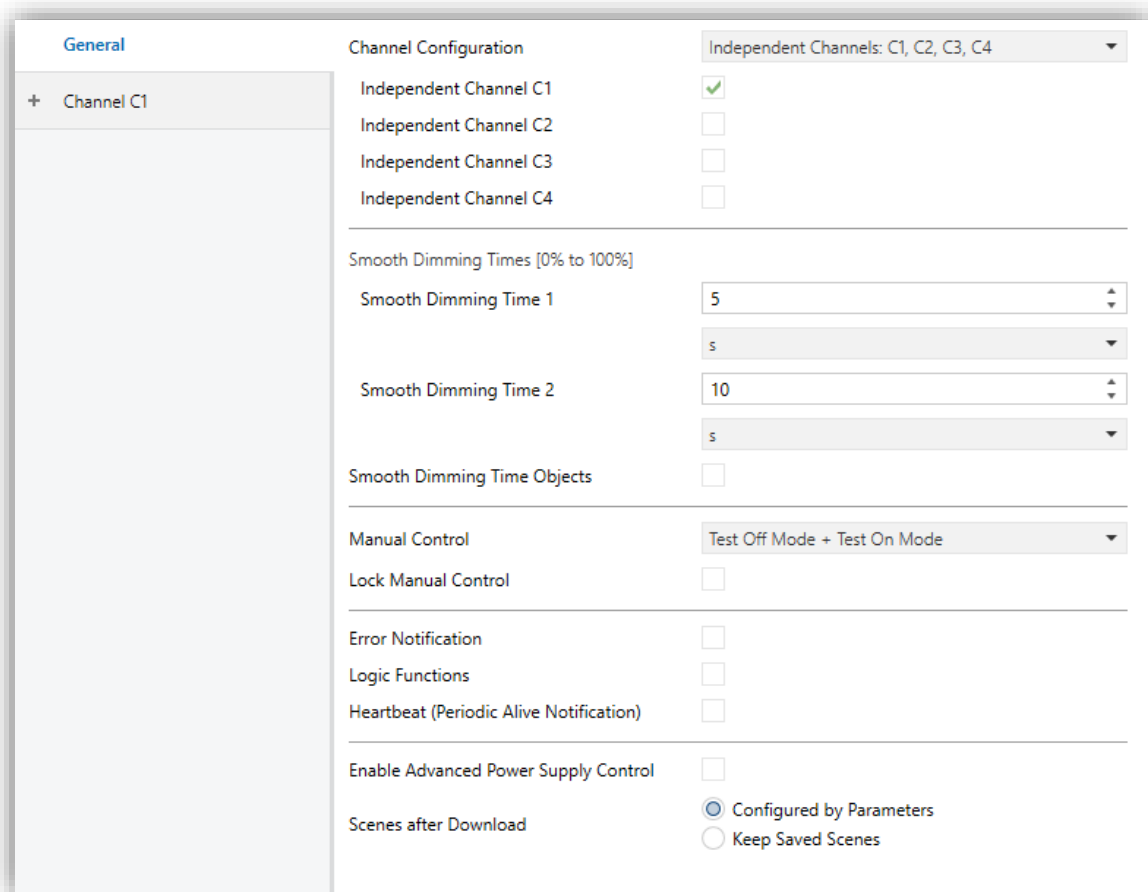 General
+ Channel C1
Channel Configuration Independent Channels: C1, C2, C3, C4
Independent Channel C1
Independent Channel C2
Independent Channel C3
Independent Channel C4
Smooth Dimming Times [0% to 100%]
Smooth Dimming Time 1 5
s
Smooth Dimming Time 2 10
s
Smooth Dimming Time Objects
Manual Control Test Off Mode + Test On Mode
Lock Manual Control
Error Notification
Logic Functions
Heartbeat (Periodic Alive Notification)
Enable Advanced Power Supply Control
Scenes after Download
Configured by Parameters
Keep Saved Scenes